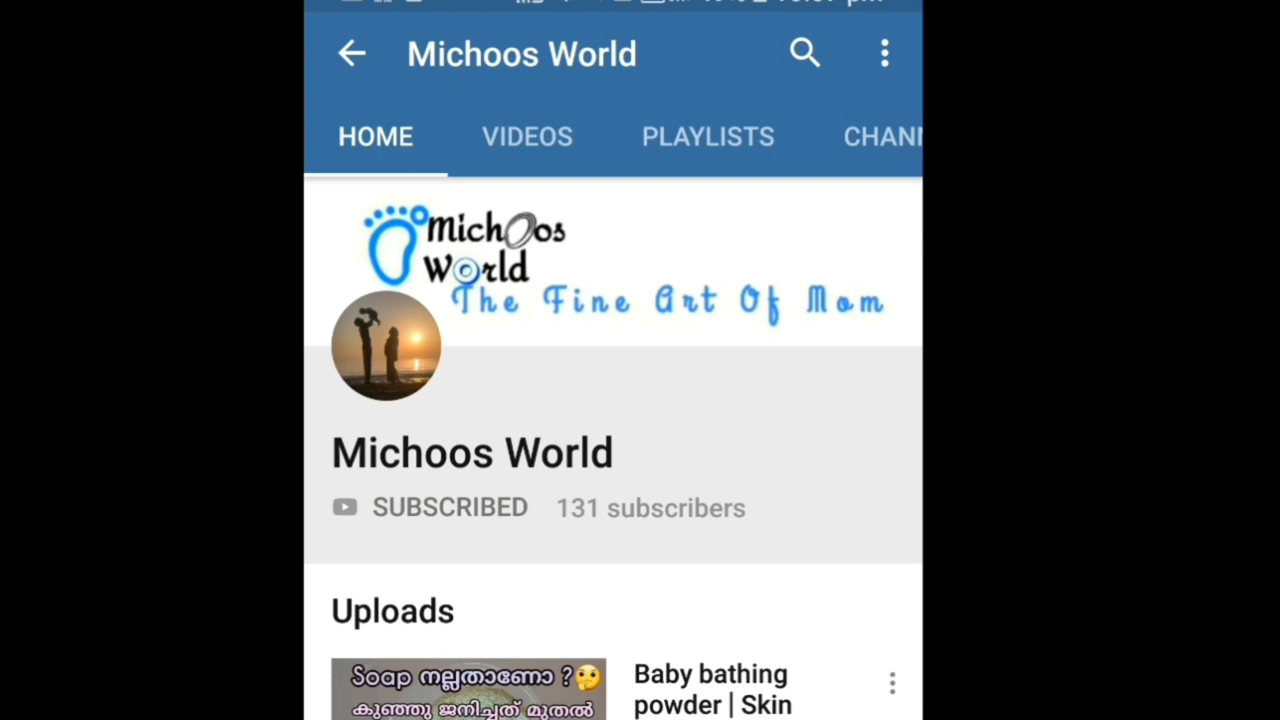 Michoos World
HOME VIDEOS PLAYLISTS CHANN
Michoos
World
The Fine Art Of Mom
Michoos World
SUBSCRIBED 131 subscribers
Uploads
Soap നല്ലതാണോ ?🤔
കുഞ്ഞു ജനിച്ചത് മുതൽ
Baby bathing
powder | Skin